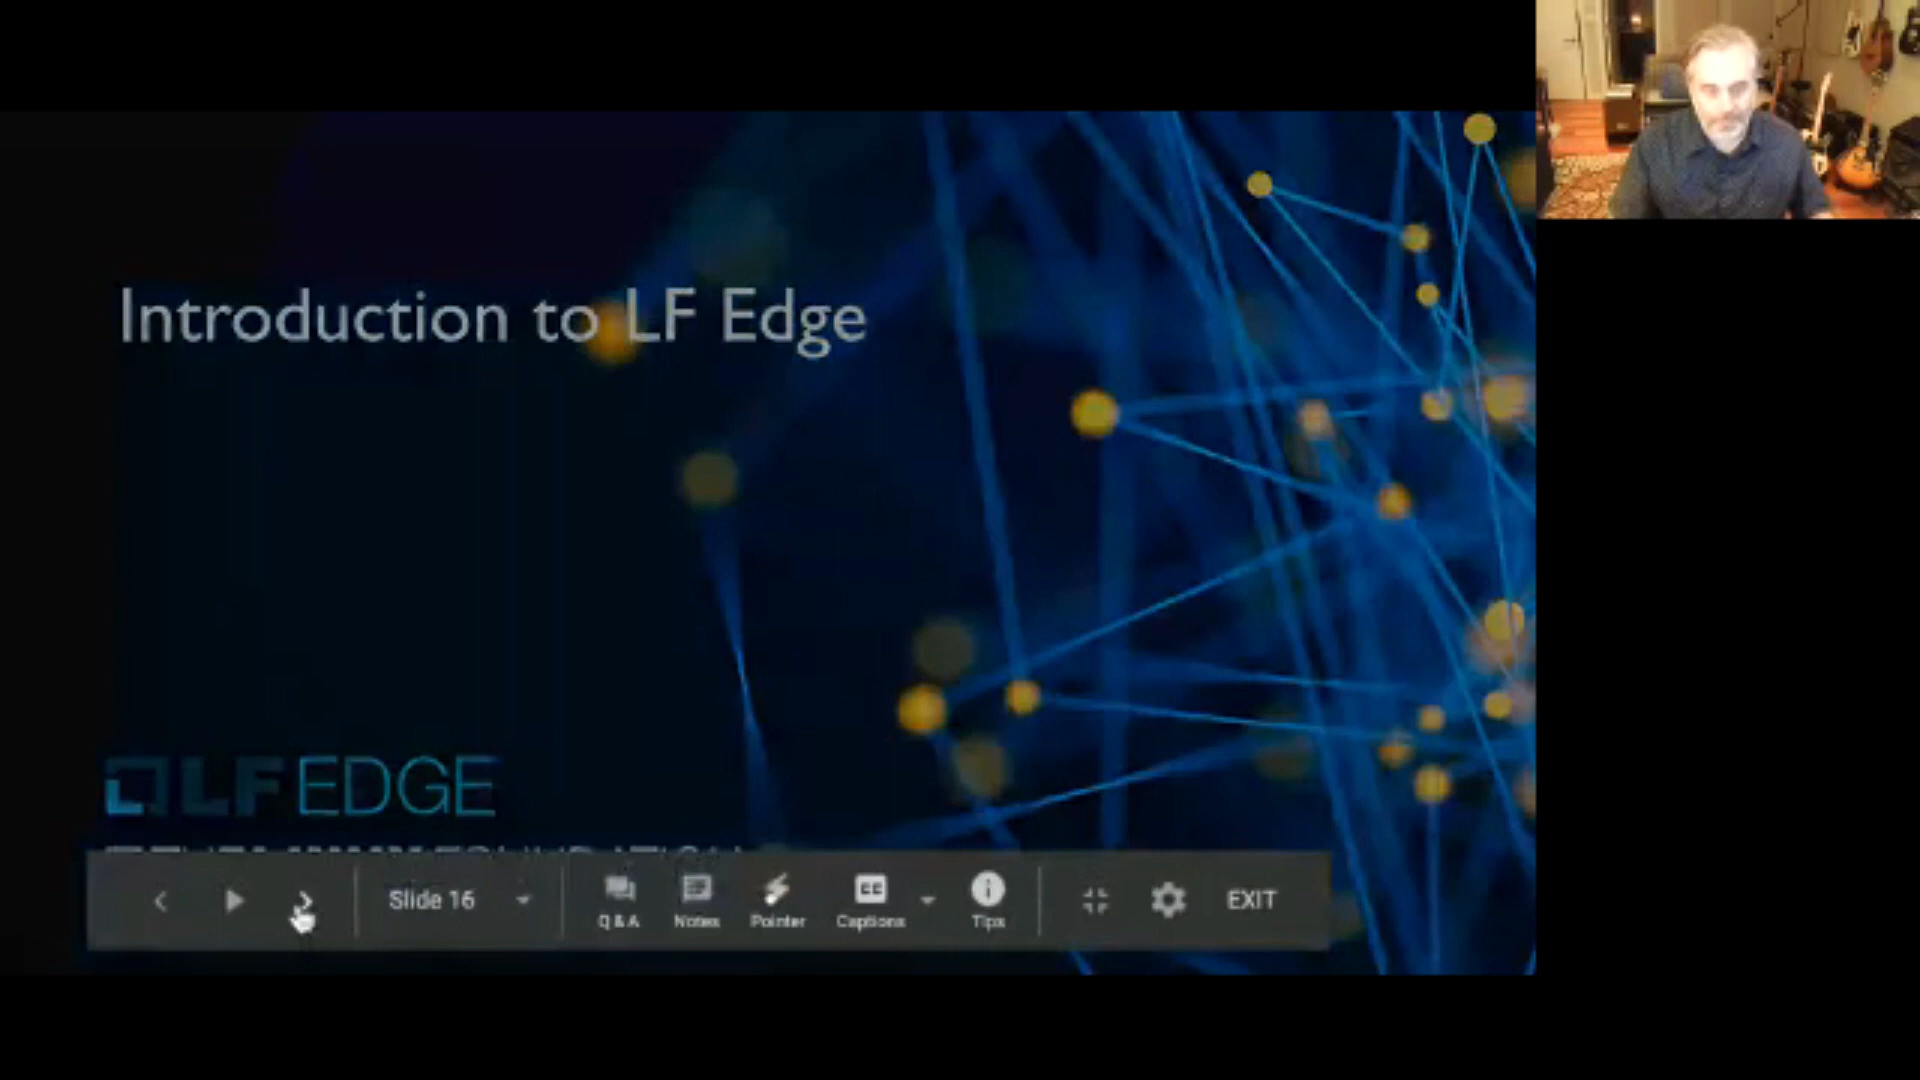 Introduction to LF Edge
LF EDGE
Slide 16
Q&A
Notes
Pointer
Captions
Tips
EXIT